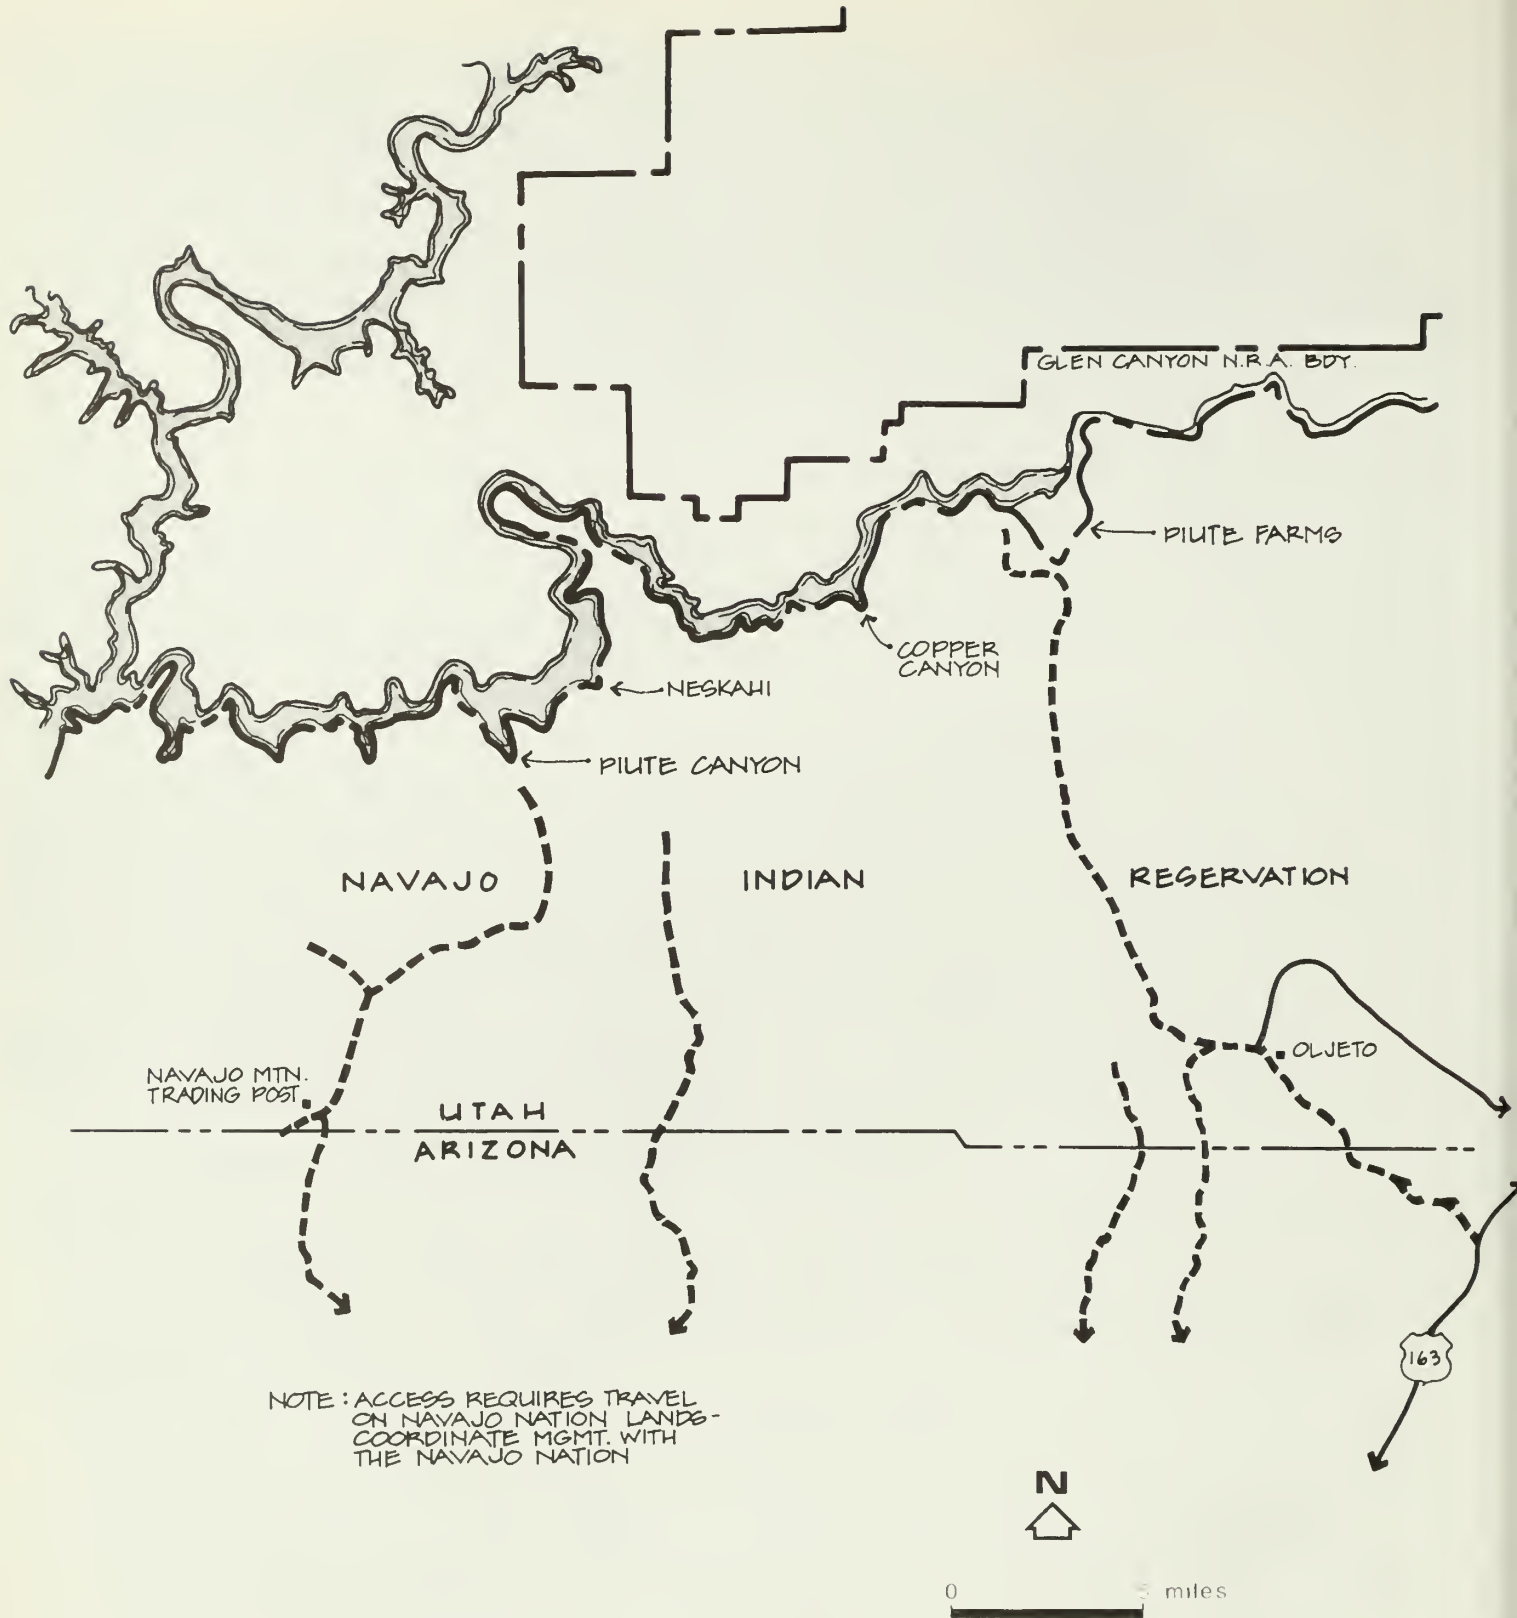 GLEN CANYON N.R.A. BDY.
PIUTE FARMS
COPPER
CANYON
NESKAHI
PIUTE CANYON
NAVAJO INDIAN RESERVATION
OLJETO
NAVAJO MTN.
TRADING POST
UTAH
ARIZONA
163
NOTE: ACCESS REQUIRES TRAVEL
ON NAVAJO NATION LANDS-
COORDINATE MGMT. WITH
THE NAVAJO NATION
N
0 miles